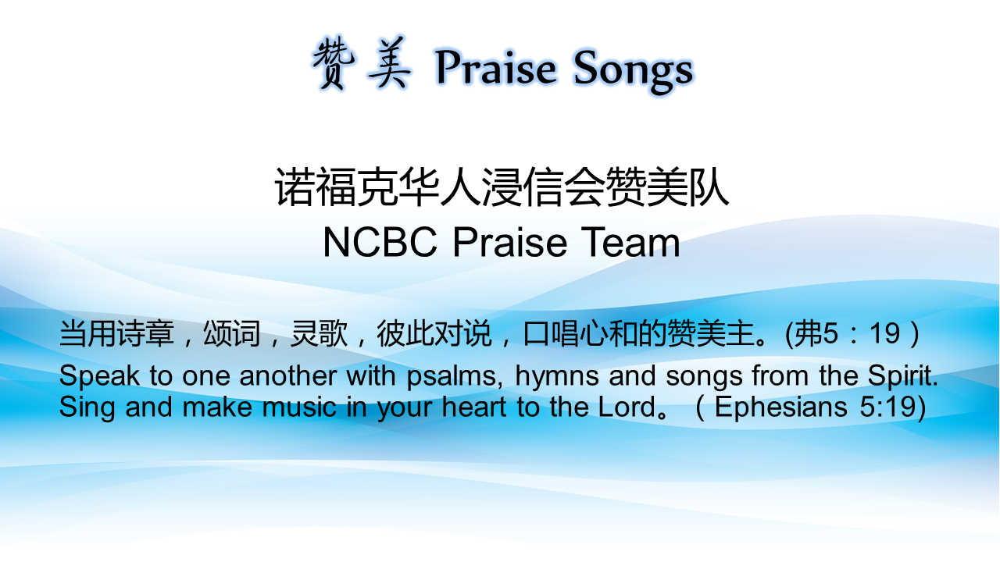 赞美 Praise Songs
诺福克华人浸信会赞美队
NCBC Praise Team
当用诗章，颂词，灵歌，彼此对说，口唱心和的赞美主。(弗5：19）
Speak to one another with psalms, hymns and songs from the Spirit.
Sing and make music in your heart to the Lord。（Ephesians 5:19)